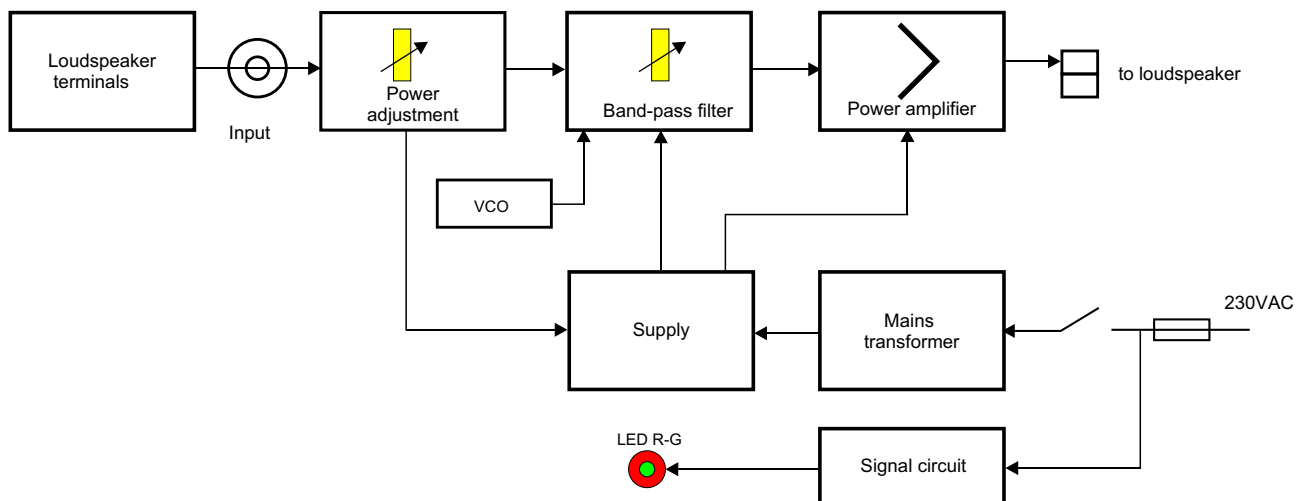 Loudspeaker
terminals
Input
Power
adjustment
Band-pass filter
Power amplifier
to loudspeaker
VCO
Supply
Mains
transformer
230VAC
LED R-G
Signal circuit